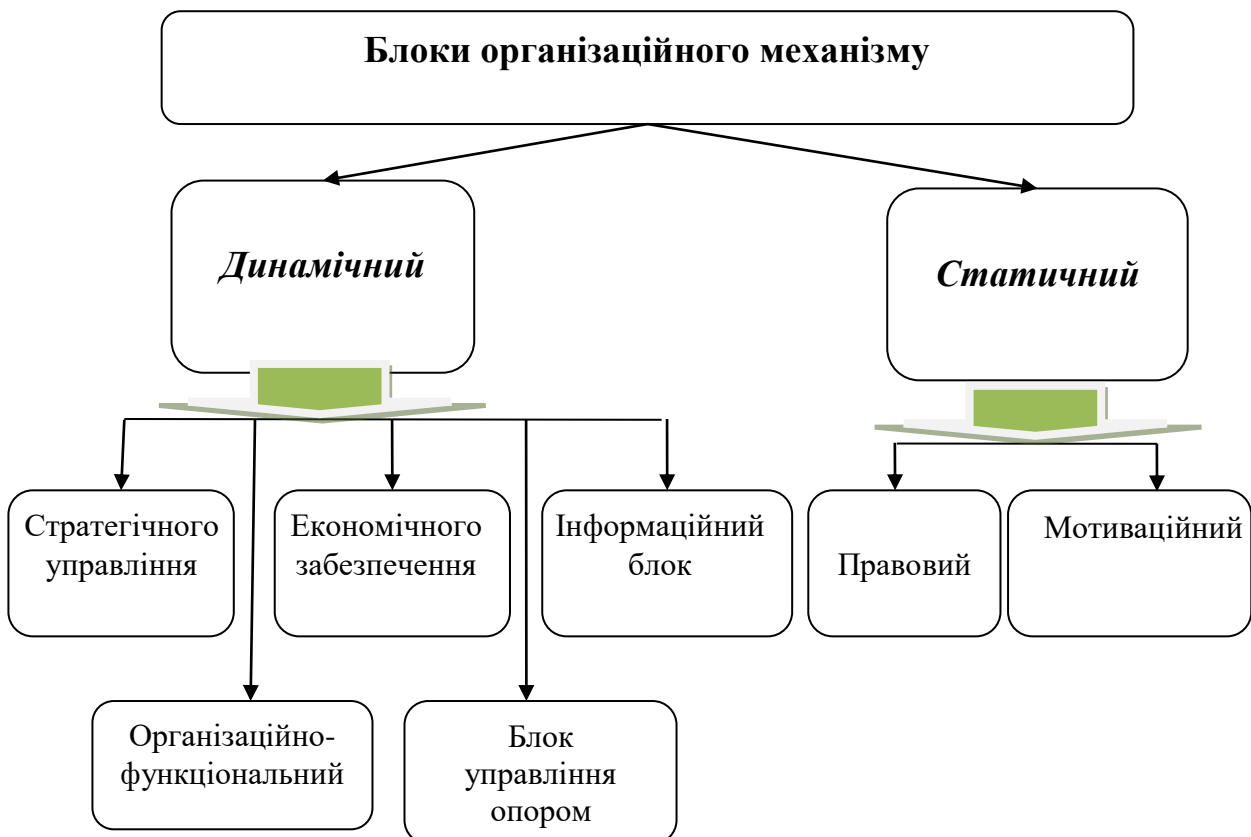 Блоки організаційного механізму
Динамічний
Статичний
Стратегічного
управління
Економічного
забезпечення
Інформаційний
блок
Правовий
Мотиваційний
Організаційно-
функціональний
Блок
управління
опором